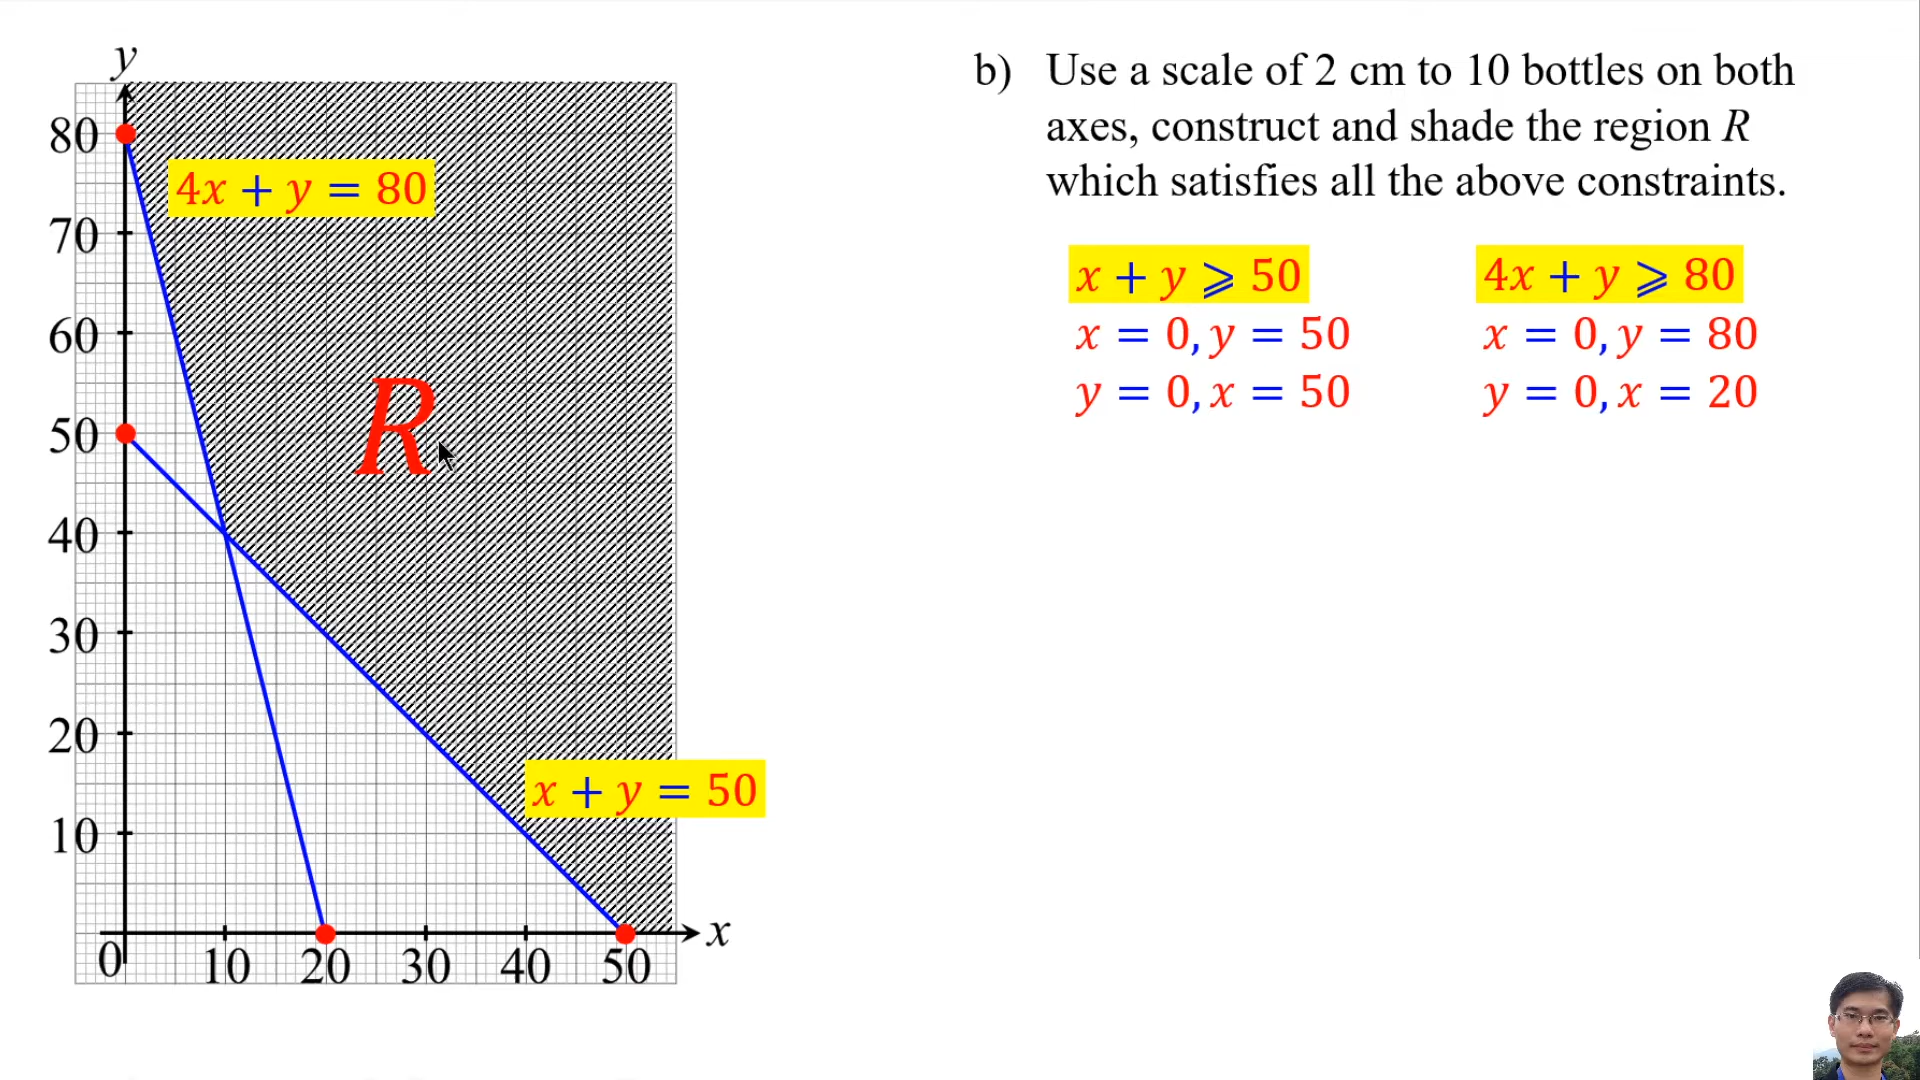 y
80
70
60
50
40
30
20
10
0
10 20 30 40 50
x
4x + y = 80
R
x + y = 50
b) Use a scale of 2 cm to 10 bottles on both
axes, construct and shade the region R
which satisfies all the above constraints.
x + y ⩾ 50
x = 0, y = 50
y = 0, x = 50
4x + y ⩾ 80
x = 0, y = 80
y = 0, x = 20